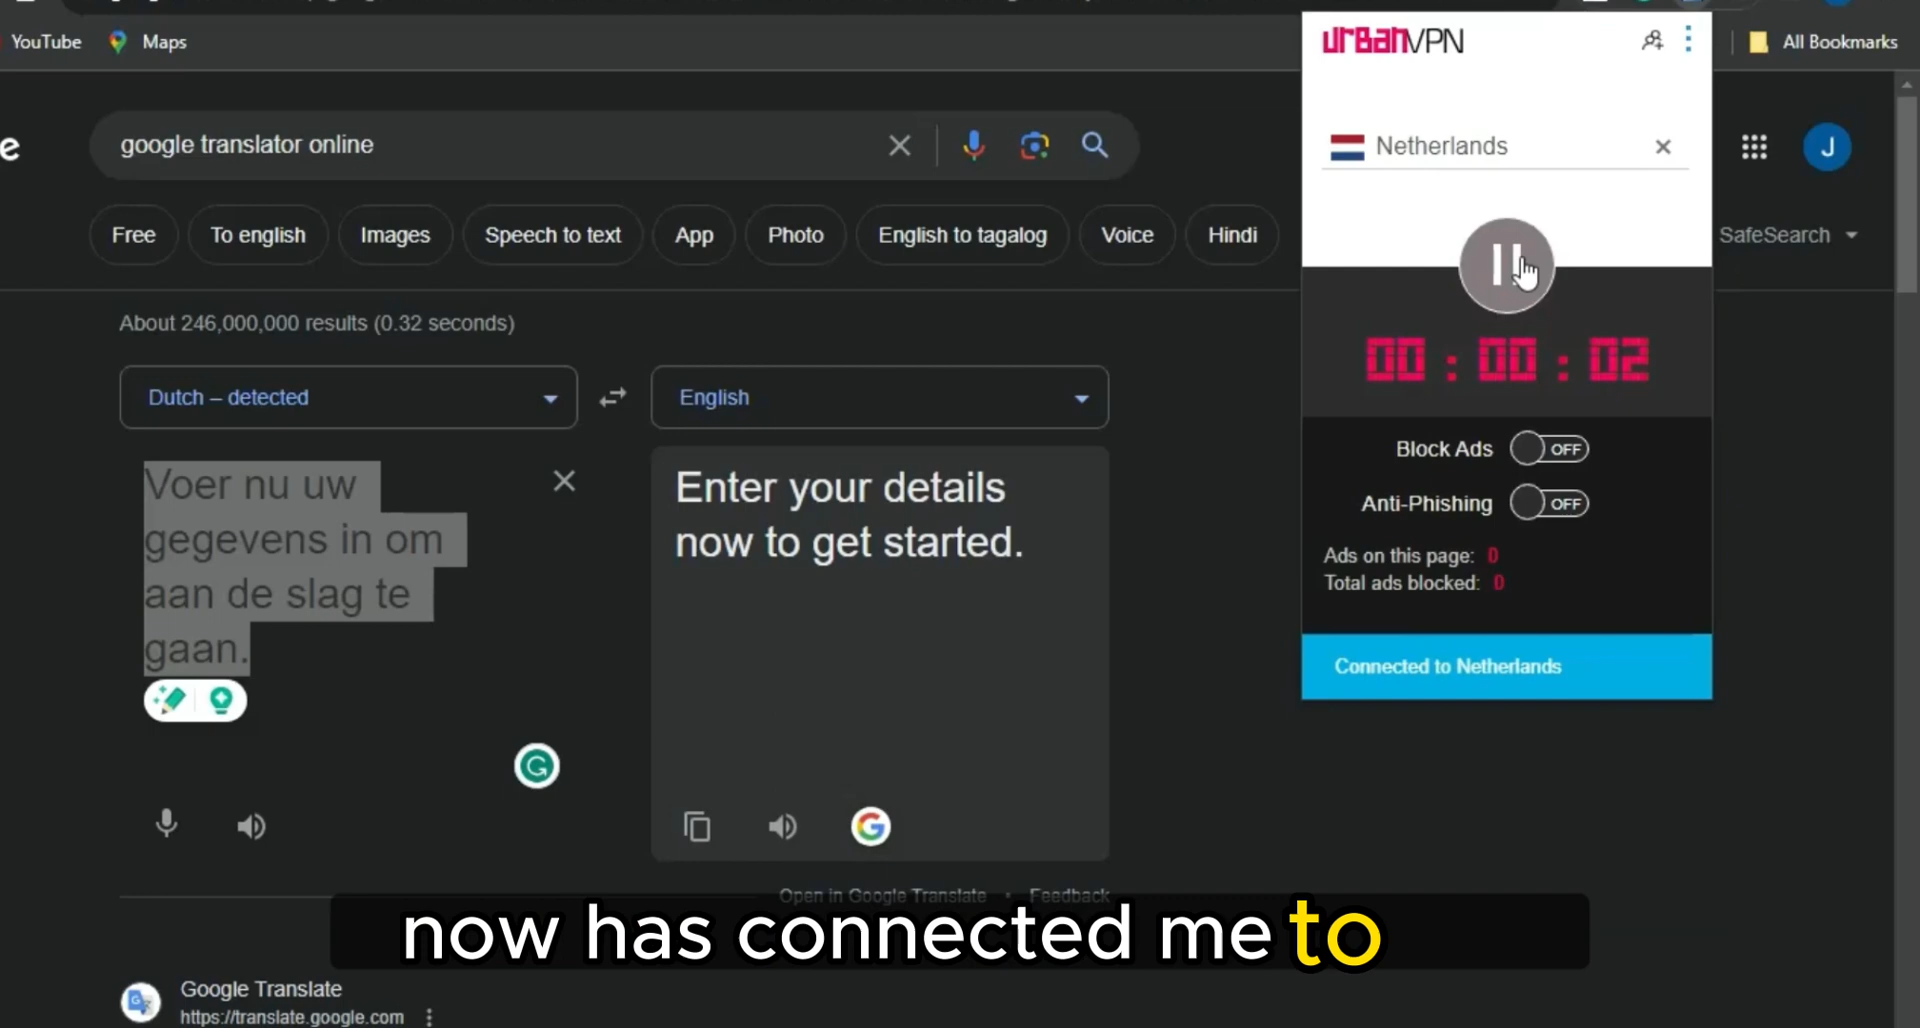 YouTube
Maps
All Bookmarks
urBanVPN
e
google translator online
Netherlands
J
Free
To english
Images
Speech to text
App
Photo
English to tagalog
Voice
Hindi
SafeSearch
About 246,000,000 results (0.32 seconds)
00 : 00 : 02
Dutch – detected
English
Block Ads OFF
Anti-Phishing OFF
Voer nu uw
gegevens in om
aan de slag te
gaan.
Enter your details
now to get started.
Ads on this page: 0
Total ads blocked: 0
Connected to Netherlands
Open in Google Translate • Feedback
now has connected me to
Google Translate
https://translate.google.com